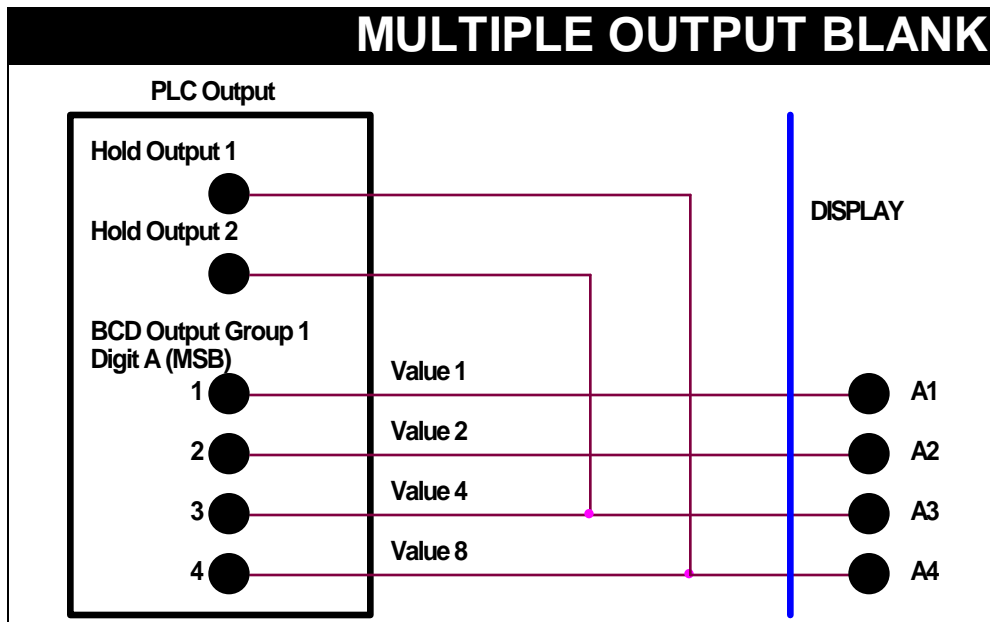 MULTIPLE OUTPUT BLANK
PLC Output
Hold Output 1
DISPLAY
Hold Output 2
BCD Output Group 1
Digit A (MSB)
1
Value 1
A1
2
Value 2
A2
3
Value 4
A3
4
Value 8
A4